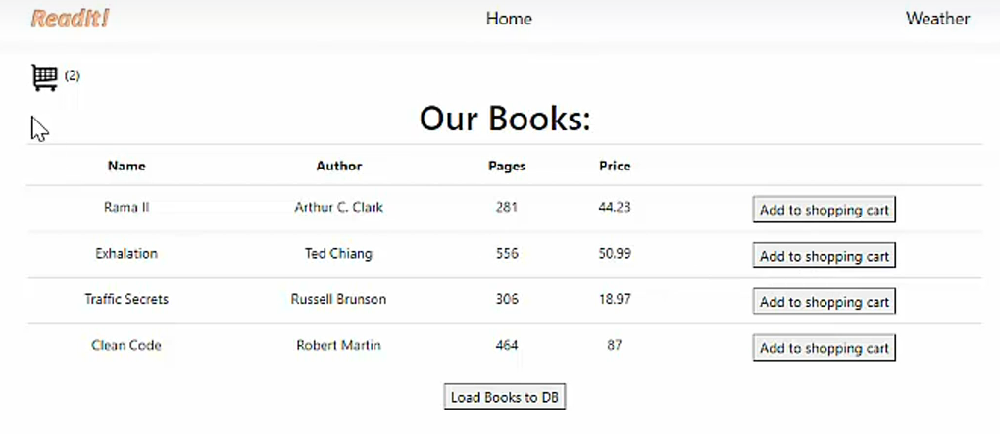 ReadIt! Home Weather
(2)
Our Books:
Name Author Pages Price
Rama II Arthur C. Clark 281 44.23 Add to shopping cart
Exhalation Ted Chiang 556 50.99 Add to shopping cart
Traffic Secrets Russell Brunson 306 18.97 Add to shopping cart
Clean Code Robert Martin 464 87 Add to shopping cart
Load Books to DB